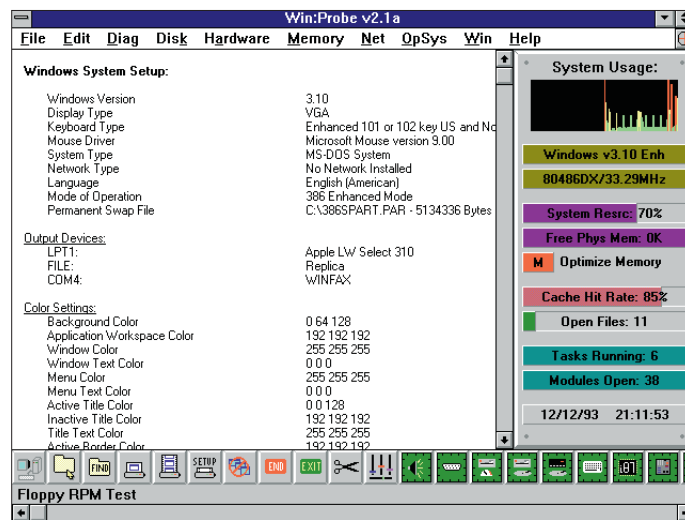 Win:Probe v2.1a
File Edit Diag Disk Hardware Memory Net OpSys Win Help
Windows System Setup:
Windows Version 3.10
Display Type VGA
Keyboard Type Enhanced 101 or 102 key US and No
Mouse Driver Microsoft Mouse version 9.00
System Type MS-DOS System
Network Type No Network Installed
Language English (American)
Mode of Operation 386 Enhanced Mode
Permanent Swap File C:\386SPART.PAR - 5134336 Bytes
Output Devices:
LPT1: Apple LW Select 310
FILE: Replica
COM4: WINFAX
Color Settings:
Background Color 0 64 128
Application Workspace Color 192 192 192
Window Color 255 255 255
Window Text Color 0 0 0
Menu Color 255 255 255
Menu Text Color 0 0 0
Active Title Color 0 0 128
Inactive Title Color 192 192 192
Title Text Color 255 255 255
Active Border Color 192 192 192
System Usage:
Windows v3.10 Enh
80486DX/33.29MHz
System Resrc: 70%
Free Phys Mem: 0K
M Optimize Memory
Cache Hit Rate: 85%
Open Files: 11
Tasks Running: 6
Modules Open: 38
12/12/93 21:11:53
FIND SETUP END EXIT i87
Floppy RPM Test